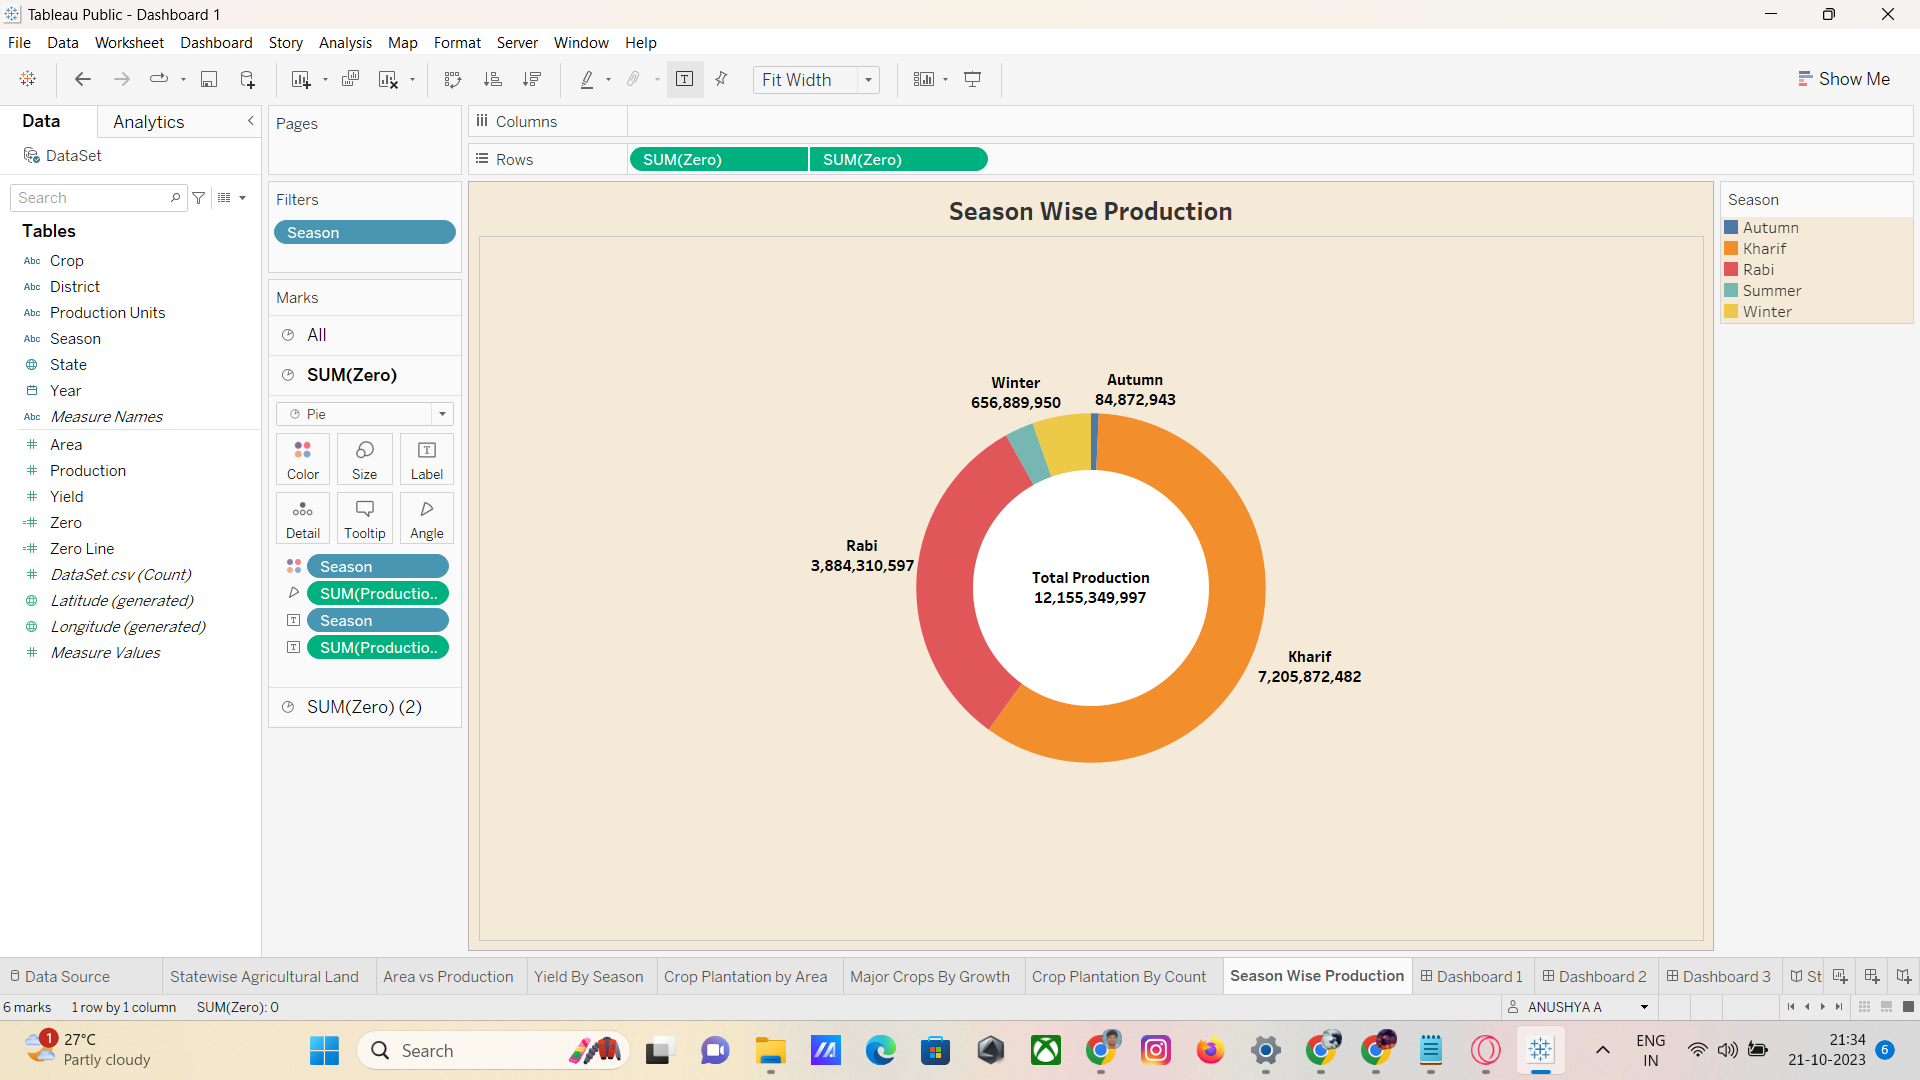 Tableau Public - Dashboard 1
File Data Worksheet Dashboard Story Analysis Map Format Server Window Help
T Fit Width Show Me
Data Analytics
DataSet
Search
Tables
Abc Crop
Abc District
Abc Production Units
Abc Season
State
Year
Abc Measure Names
# Area
# Production
# Yield
=# Zero
=# Zero Line
# DataSet.csv (Count)
Latitude (generated)
Longitude (generated)
# Measure Values
Pages
Filters
Season
Marks
All
SUM(Zero)
Pie
Color Size Label
Detail Tooltip Angle
Season
SUM(Productio..
Season
SUM(Productio..
SUM(Zero) (2)
Columns
Rows SUM(Zero) SUM(Zero)
Season Wise Production
Autumn
84,872,943
Winter
656,889,950
Rabi
3,884,310,597
Total Production
12,155,349,997
Kharif
7,205,872,482
Season
Autumn
Kharif
Rabi
Summer
Winter
Data Source Statewise Agricultural Land Area vs Production Yield By Season Crop Plantation by Area Major Crops By Growth Crop Plantation By Count Season Wise Production Dashboard 1 Dashboard 2 Dashboard 3 St
6 marks 1 row by 1 column SUM(Zero): 0 ANUSHYA A
1 27°C
Partly cloudy
Search
ENG
IN
21:34
21-10-2023
6